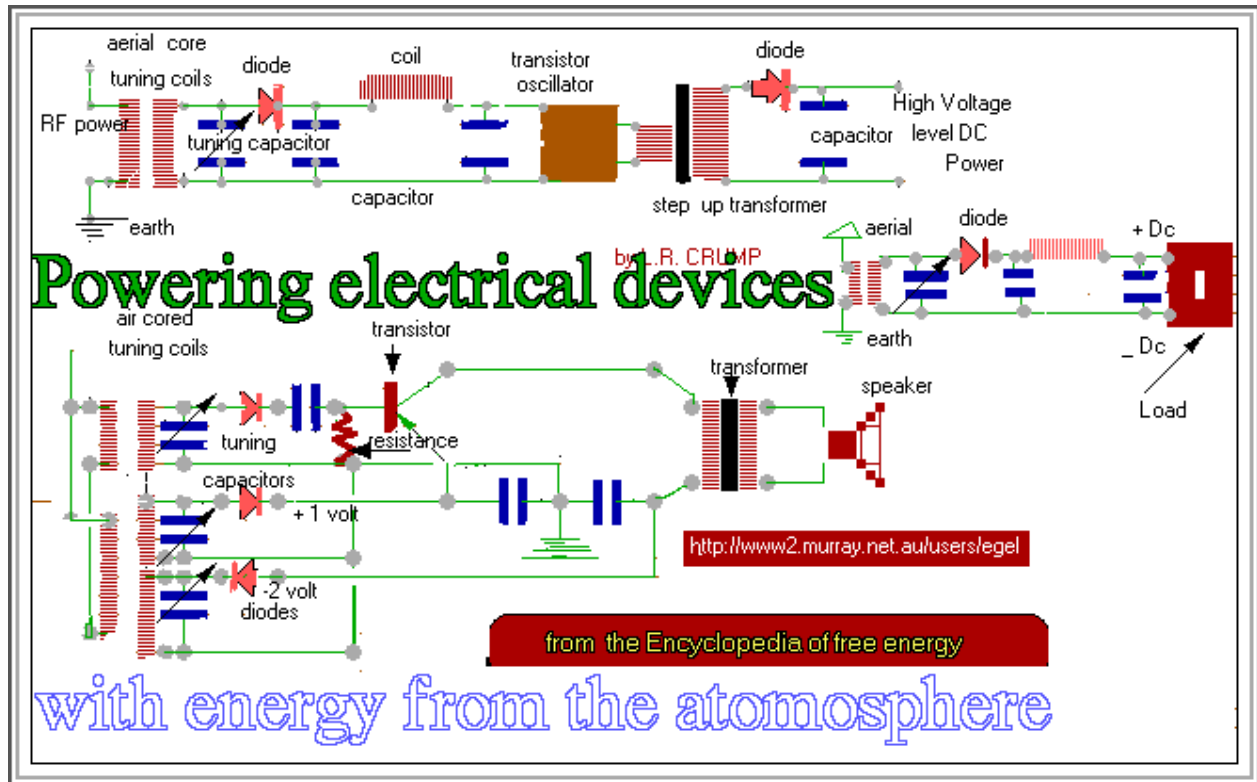 aerial core
tuning coils
diode
coil
transistor
oscillator
diode
RF power
tuning capacitor
High Voltage
level DC
Power
capacitor
capacitor
earth
step up transformer
by L.R. CRUMP
aerial
diode
+ Dc
Powering electrical devices
earth
_ Dc
Load
air cored
tuning coils
transistor
transformer
speaker
tuning
resistance
capacitors
+ 1 volt
http://www2.murray.net.au/users/egel
-2 volt
diodes
from the Encyclopedia of free energy
with energy from the atomosphere